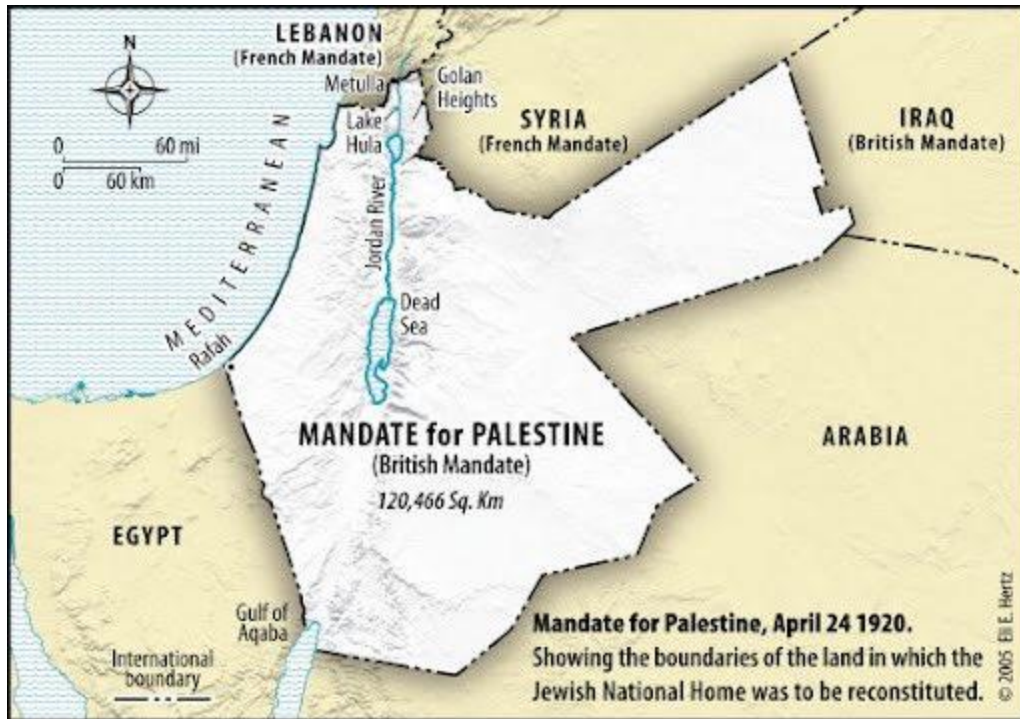 LEBANON
(French Mandate)
N
Metulla
Golan
Heights
Lake
Hula
SYRIA
(French Mandate)
IRAQ
(British Mandate)
0 60 mi
0 60 km
MEDITERRANEAN
Jordan River
Dead
Sea
Rafah
MANDATE for PALESTINE
(British Mandate)
120,466 Sq. Km
ARABIA
EGYPT
Gulf of
Aqaba
International
boundary
Mandate for Palestine, April 24 1920.
Showing the boundaries of the land in which the
Jewish National Home was to be reconstituted.
© 2005 Eli E. Hertz